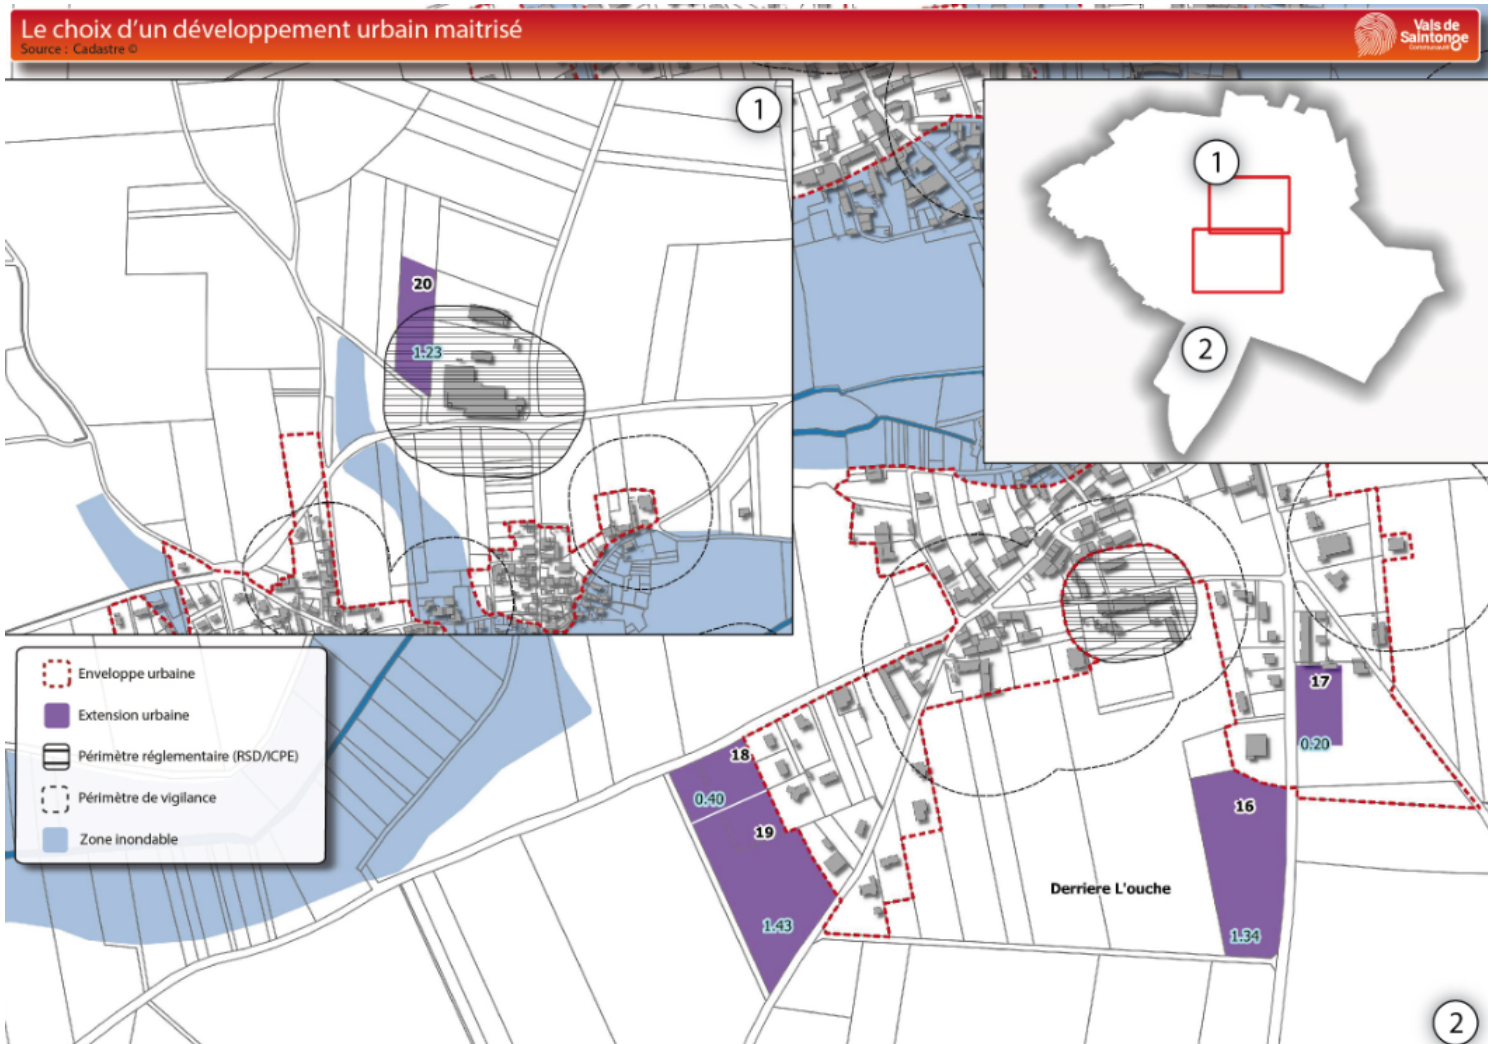 Le choix d'un développement urbain maitrisé
Source : Cadastre ©
Vals de
Saintonge
Communauté
1
1
2
20
1.23
Enveloppe urbaine
Extension urbaine
Périmètre réglementaire (RSD/ICPE)
Périmètre de vigilance
Zone inondable
17
0.20
18
0.40
19
16
Derriere L'ouche
1.43
1.34
2